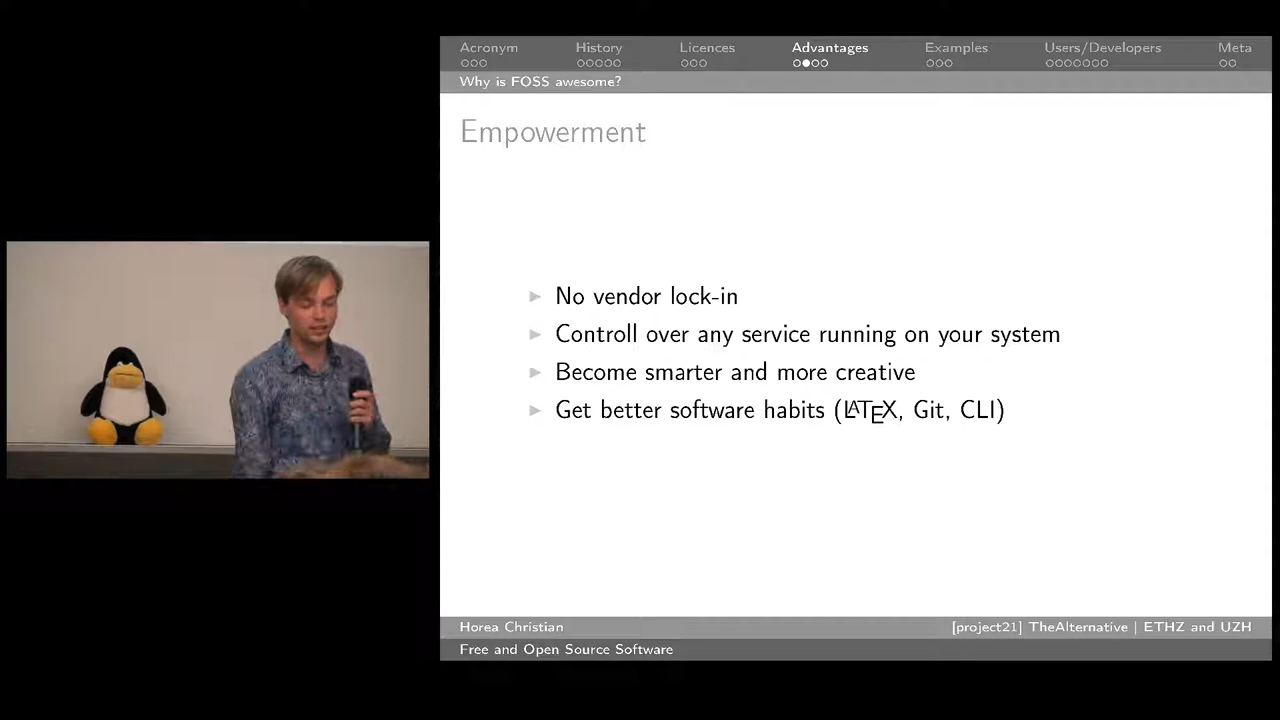 Acronym History Licences Advantages Examples Users/Developers Meta
Why is FOSS awesome?
Empowerment
No vendor lock-in
Controll over any service running on your system
Become smarter and more creative
Get better software habits (LATEX, Git, CLI)
Horea Christian [project21] TheAlternative | ETHZ and UZH
Free and Open Source Software